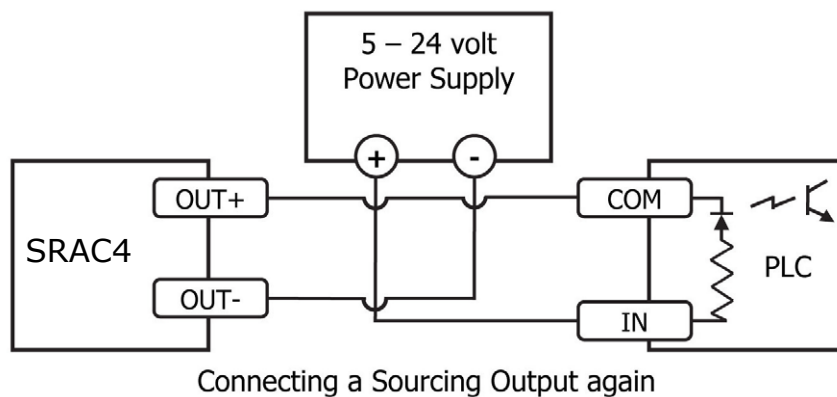 5 – 24 volt
Power Supply
+ -
OUT+
COM
SRAC4
PLC
OUT-
IN
Connecting a Sourcing Output again